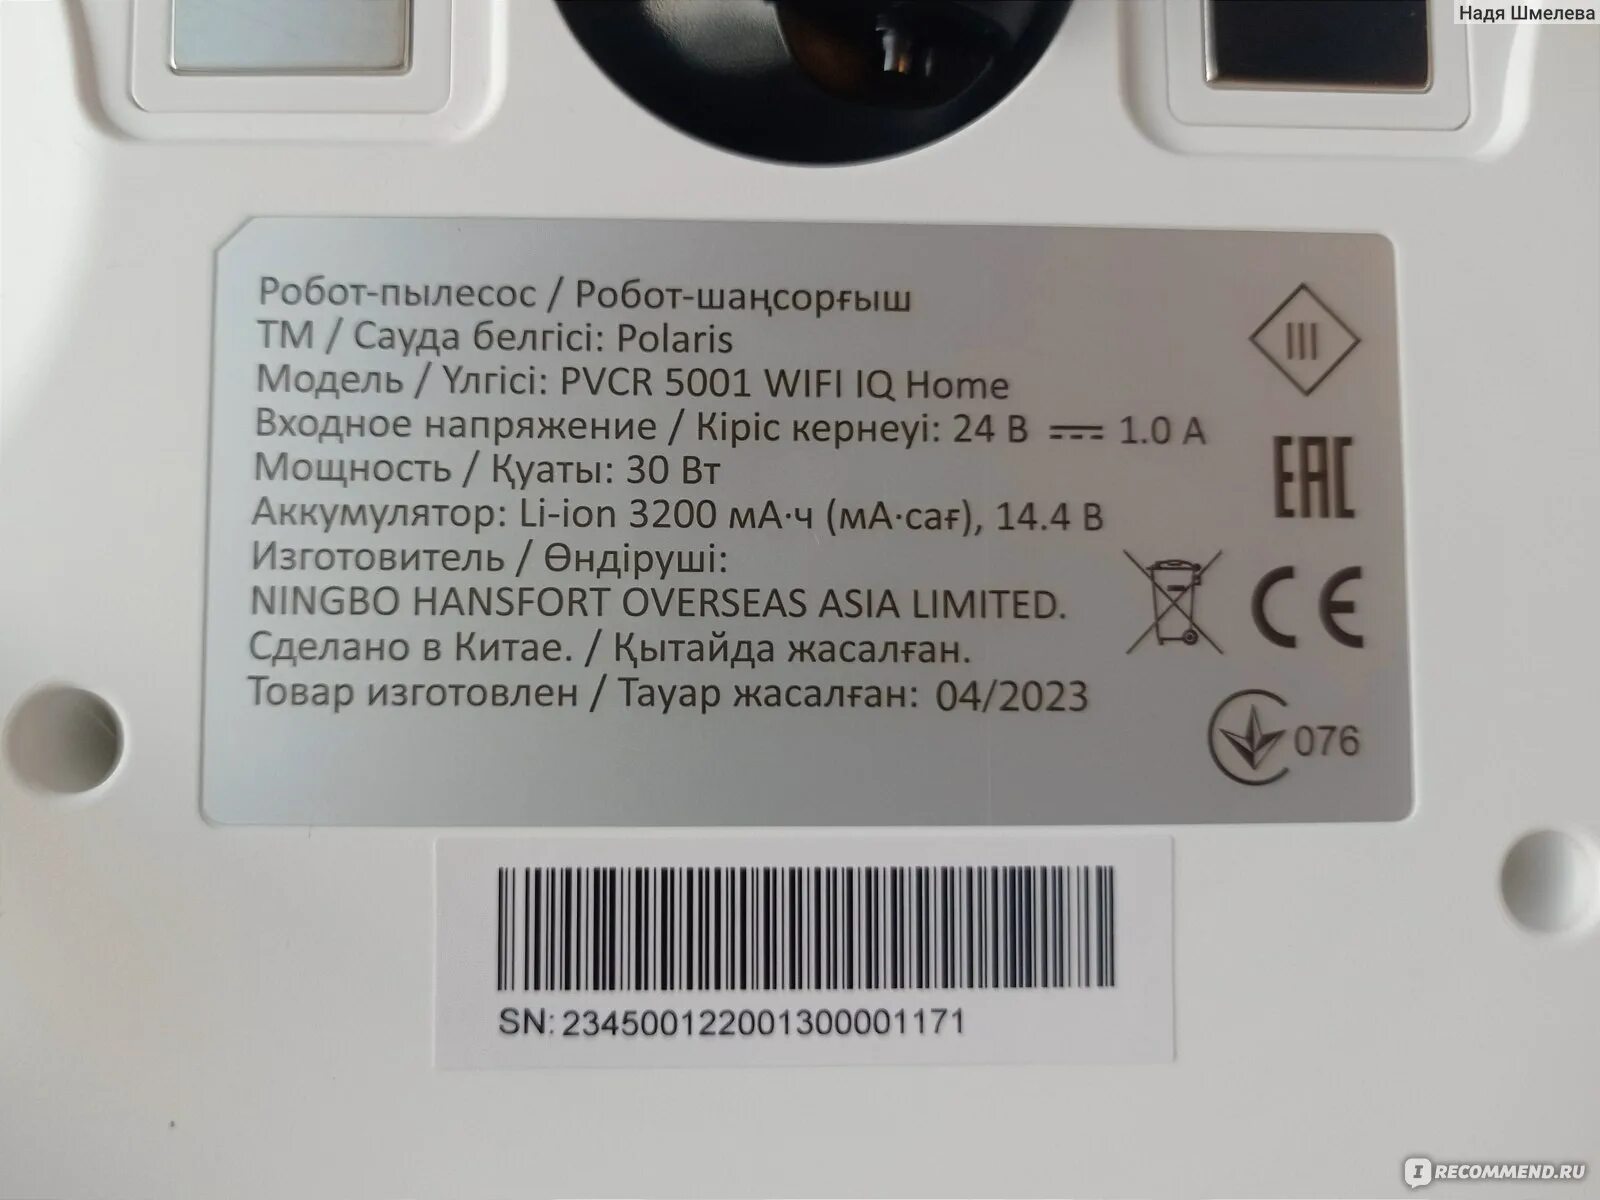 Надя Шмелева
Робот-пылесос / Робот-шаңсорғыш
ТМ / Сауда белгісі: Polaris
Модель / Үлгісі: PVCR 5001 WIFI IQ Home
Входное напряжение / Кіріс кернеуі: 24 В ⎓ 1.0 А
Мощность / Қуаты: 30 Вт
Аккумулятор: Li-ion 3200 мА·ч (мА·сағ), 14.4 В
Изготовитель / Өндіруші:
NINGBO HANSFORT OVERSEAS ASIA LIMITED.
Сделано в Китае. / Қытайда жасалған.
Товар изготовлен / Тауар жасалған: 04/2023
III
EAC
CE
076
SN: 234500122001300001171
IRECOMMEND.RU